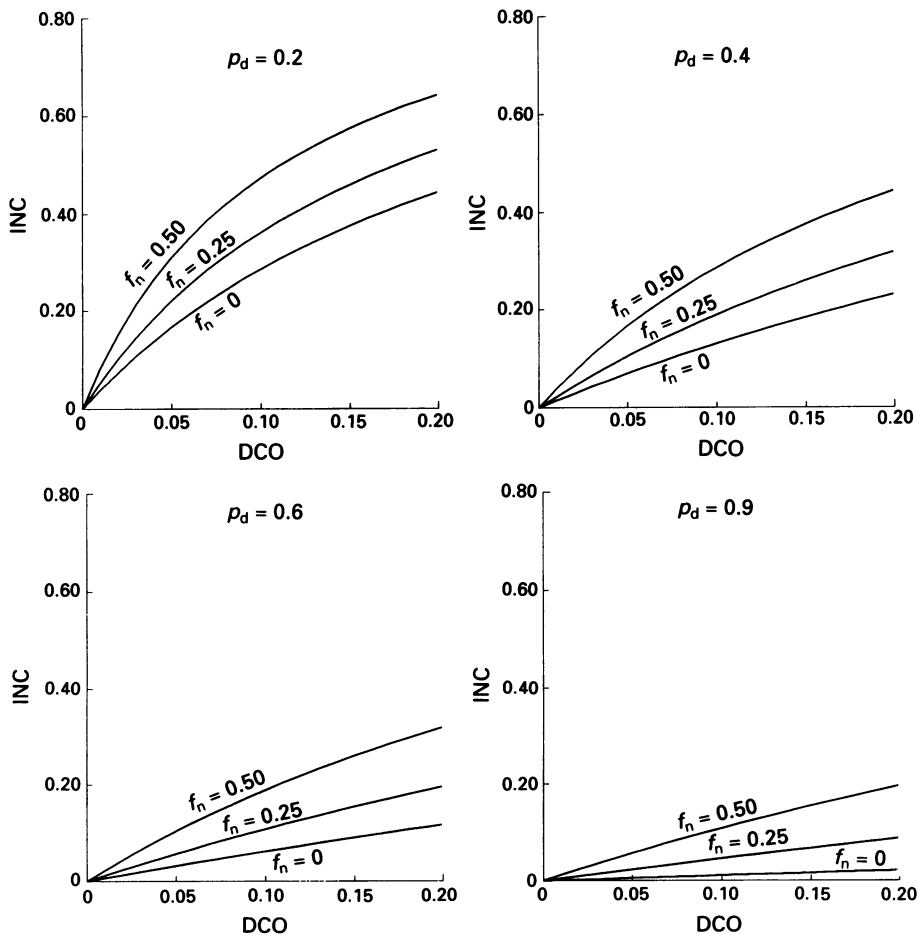 p_d = 0.2
0.80
0.60
0.40
0.20
0
INC
f_n = 0.50
f_n = 0.25
f_n = 0
0.05 0.10 0.15 0.20
DCO
p_d = 0.4
0.80
0.60
0.40
0.20
0
INC
f_n = 0.50
f_n = 0.25
f_n = 0
0 0.05 0.10 0.15 0.20
DCO
p_d = 0.6
0.80
0.60
0.40
0.20
0
INC
f_n = 0.50
f_n = 0.25
f_n = 0
0 0.05 0.10 0.15 0.20
DCO
p_d = 0.9
0.80
0.60
0.40
0.20
0
INC
f_n = 0.50
f_n = 0.25
f_n = 0
0 0.05 0.10 0.15 0.20
DCO